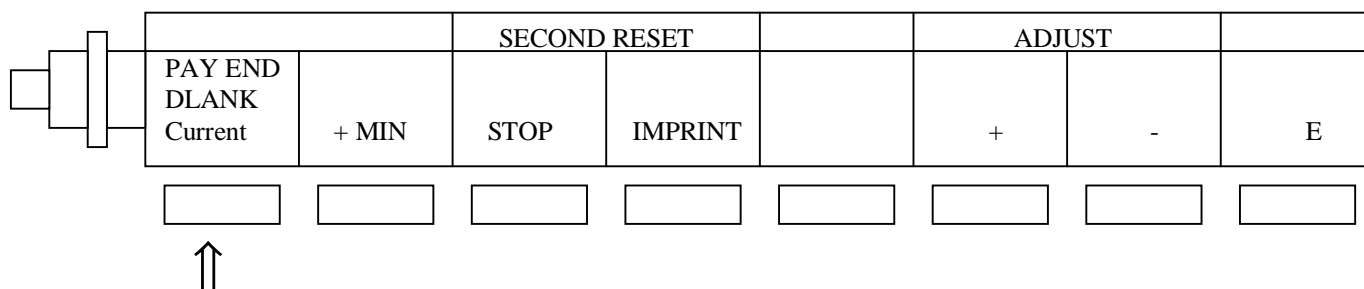 SECOND RESET ADJUST
PAY END
DLANK
Current + MIN STOP IMPRINT + - E